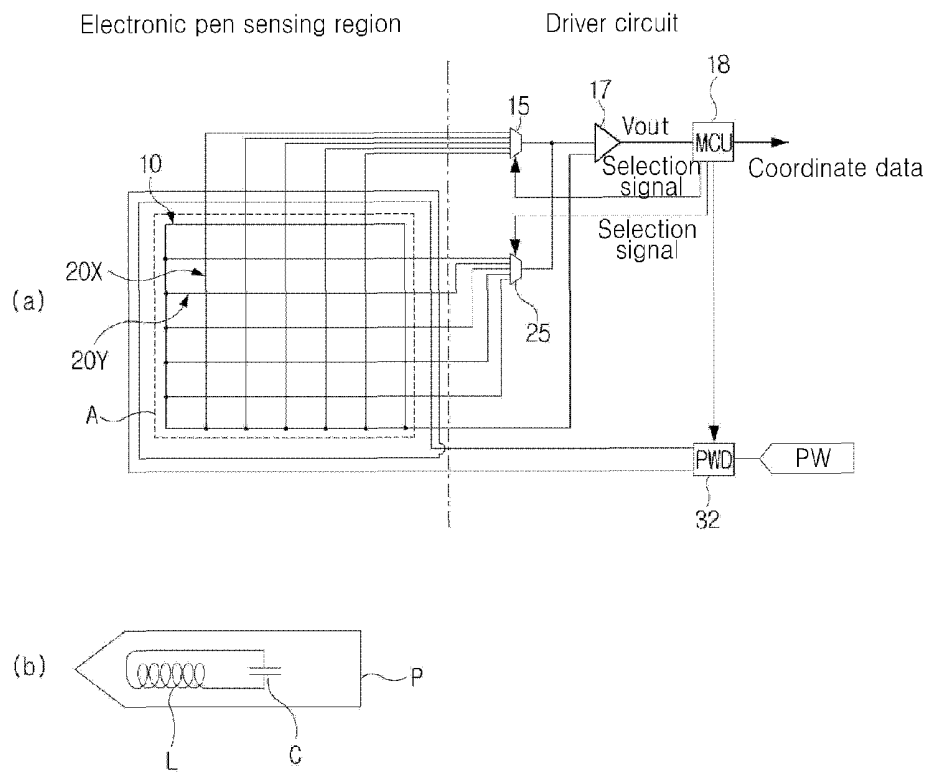 Electronic pen sensing region
Driver circuit
18
17
15
Vout
MCU
Selection
signal
Coordinate data
10
Selection
signal
20X
(a)
25
20Y
A
PWD
PW
32
(b)
P
L
C